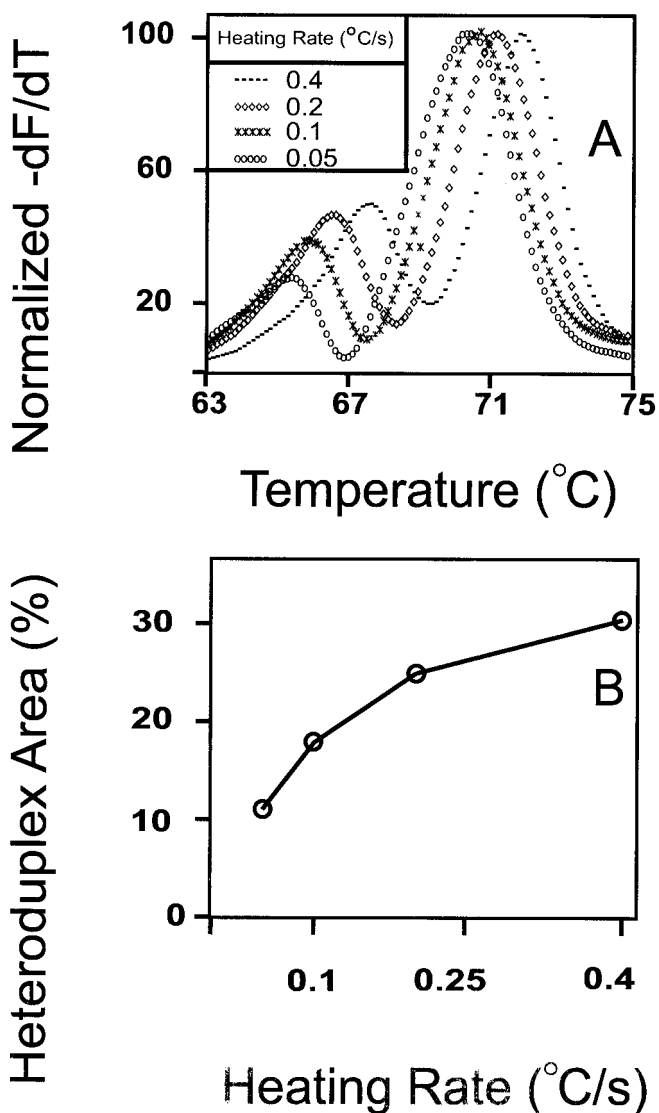 Normalized -dF/dT
100
60
20
Heating Rate (°C/s)
0.4
0.2
0.1
0.05
A
63 67 71 75
Temperature (°C)
Heteroduplex Area (%)
30
20
10
0
B
0.1 0.25 0.4
Heating Rate (°C/s)